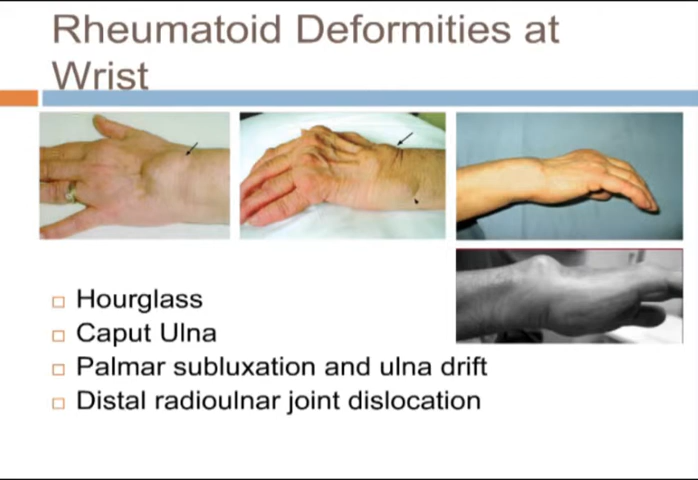 Rheumatoid Deformities at
Wrist
Hourglass
Caput Ulna
Palmar subluxation and ulna drift
Distal radioulnar joint dislocation